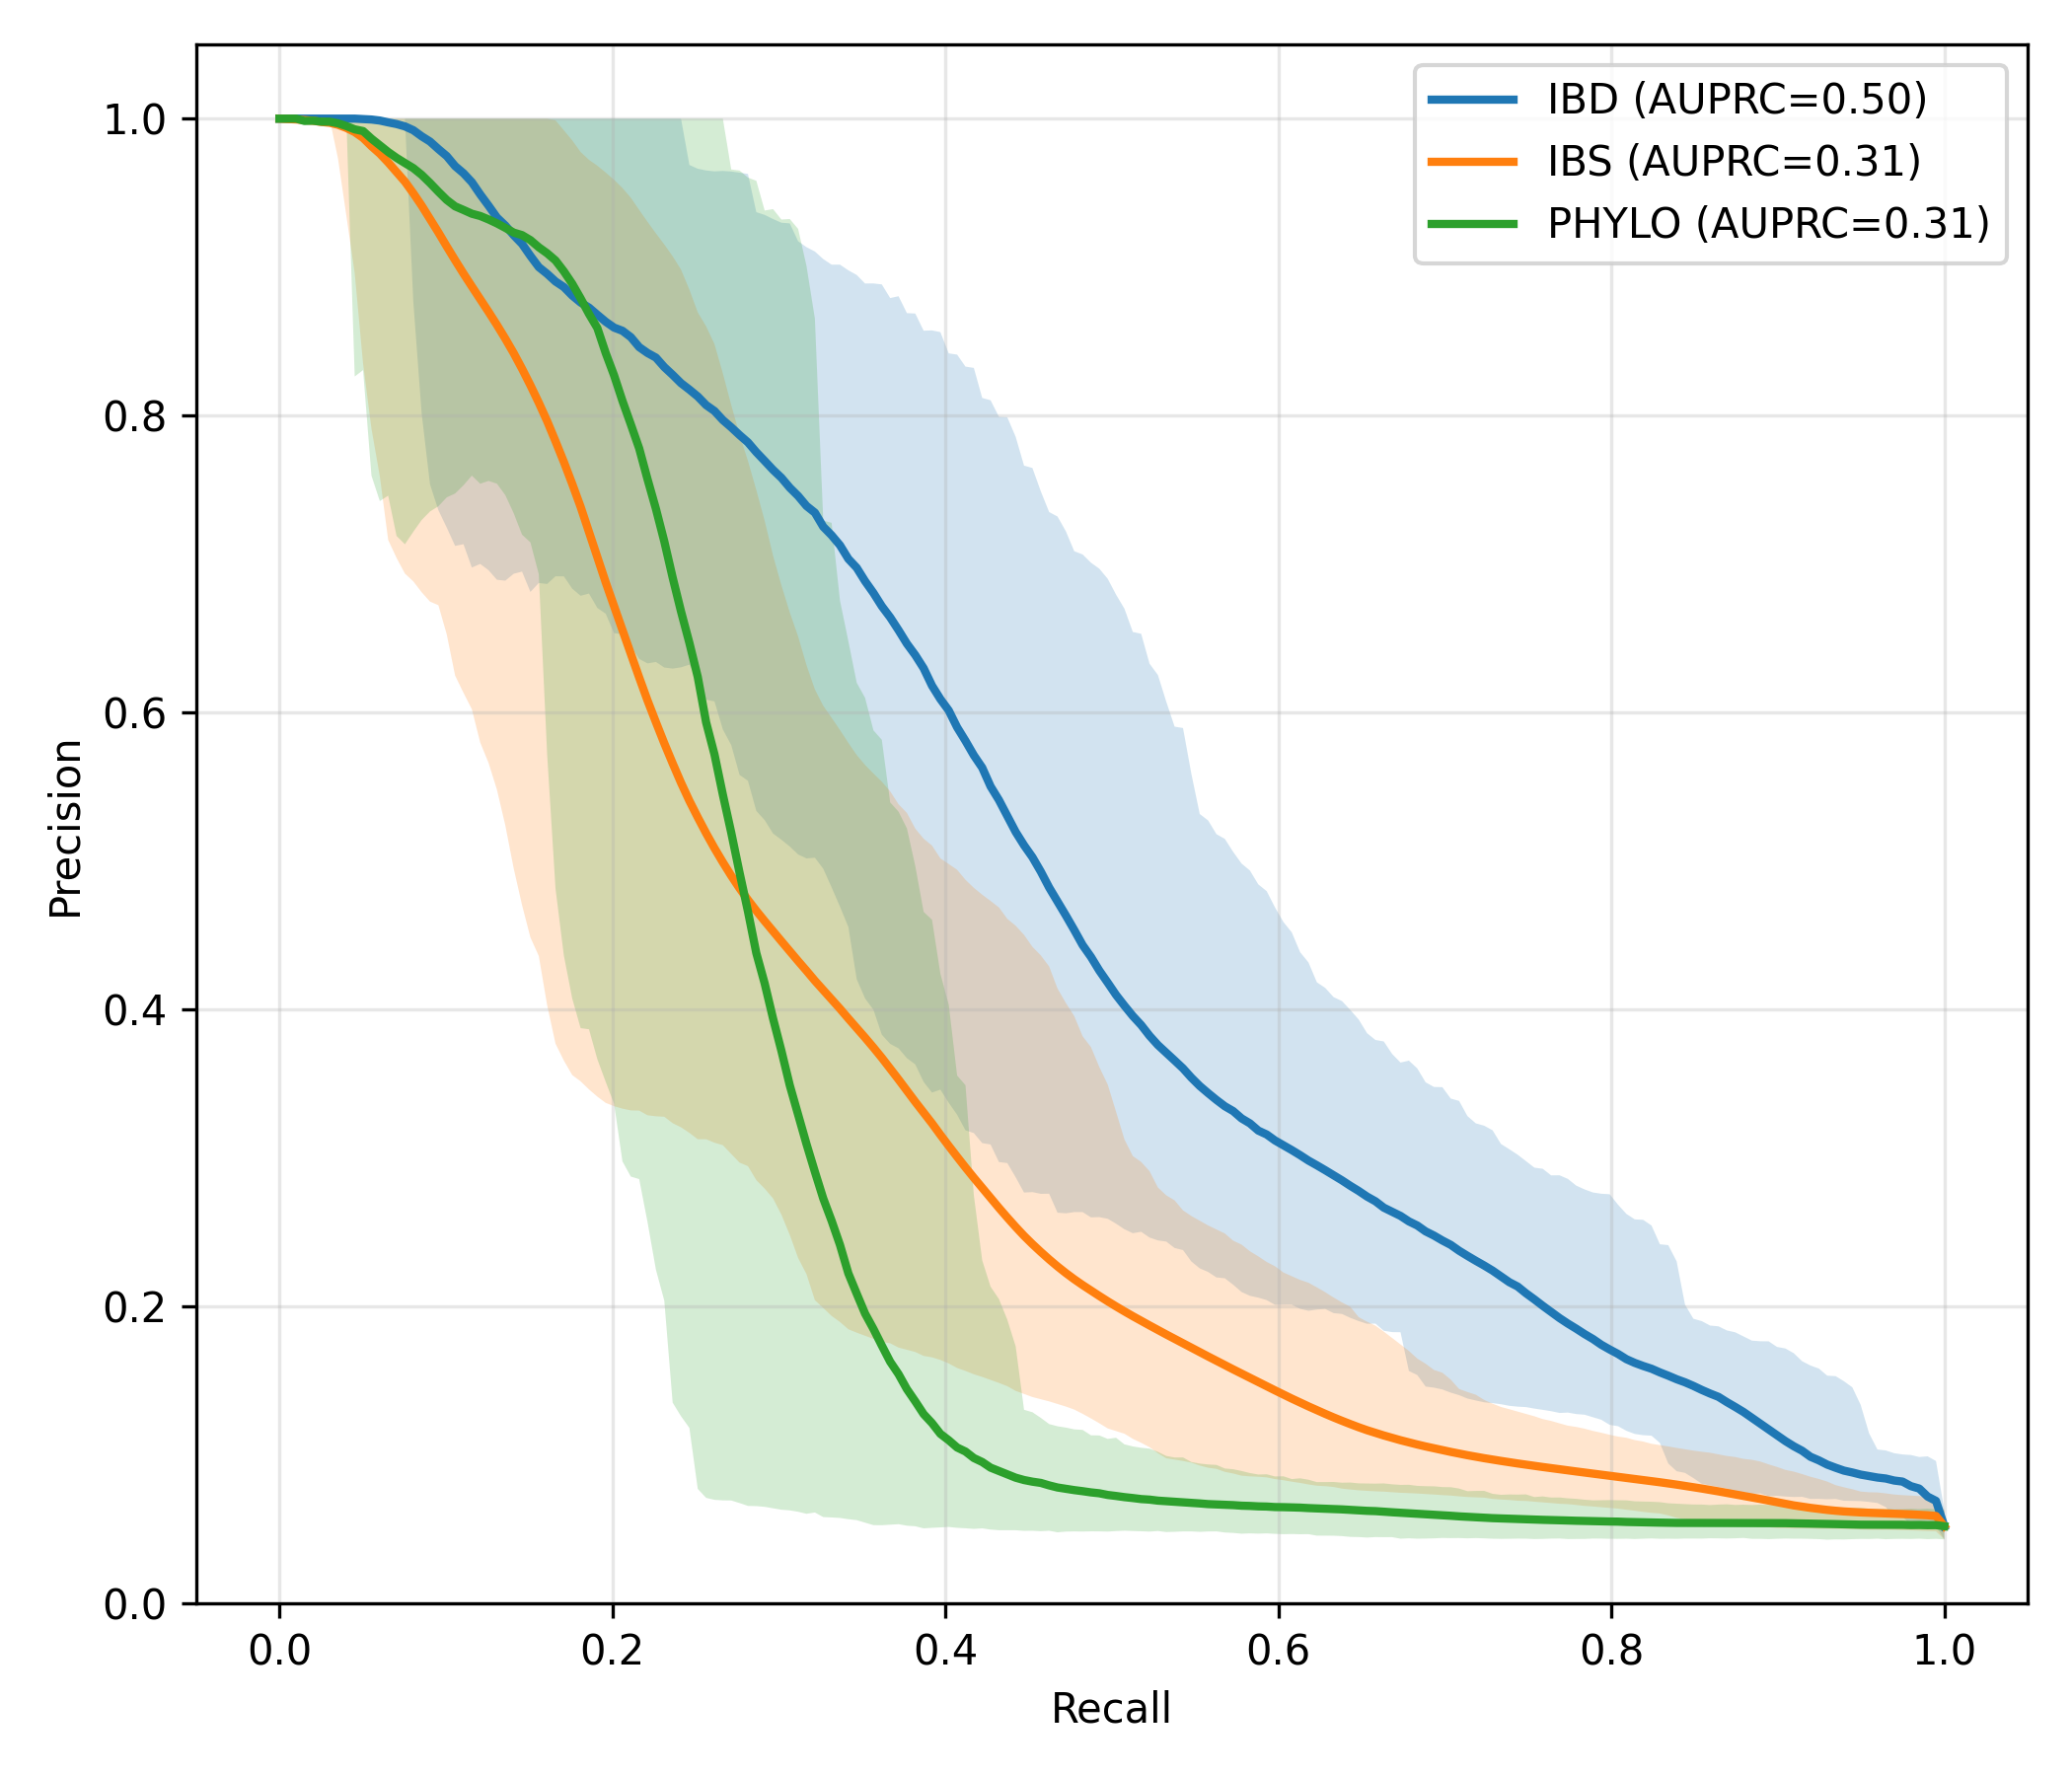 IBD (AUPRC=0.50)
IBS (AUPRC=0.31)
PHYLO (AUPRC=0.31)
1.0
0.8
0.6
0.4
0.2
0.0
Precision
0.0 0.2 0.4 0.6 0.8 1.0
Recall